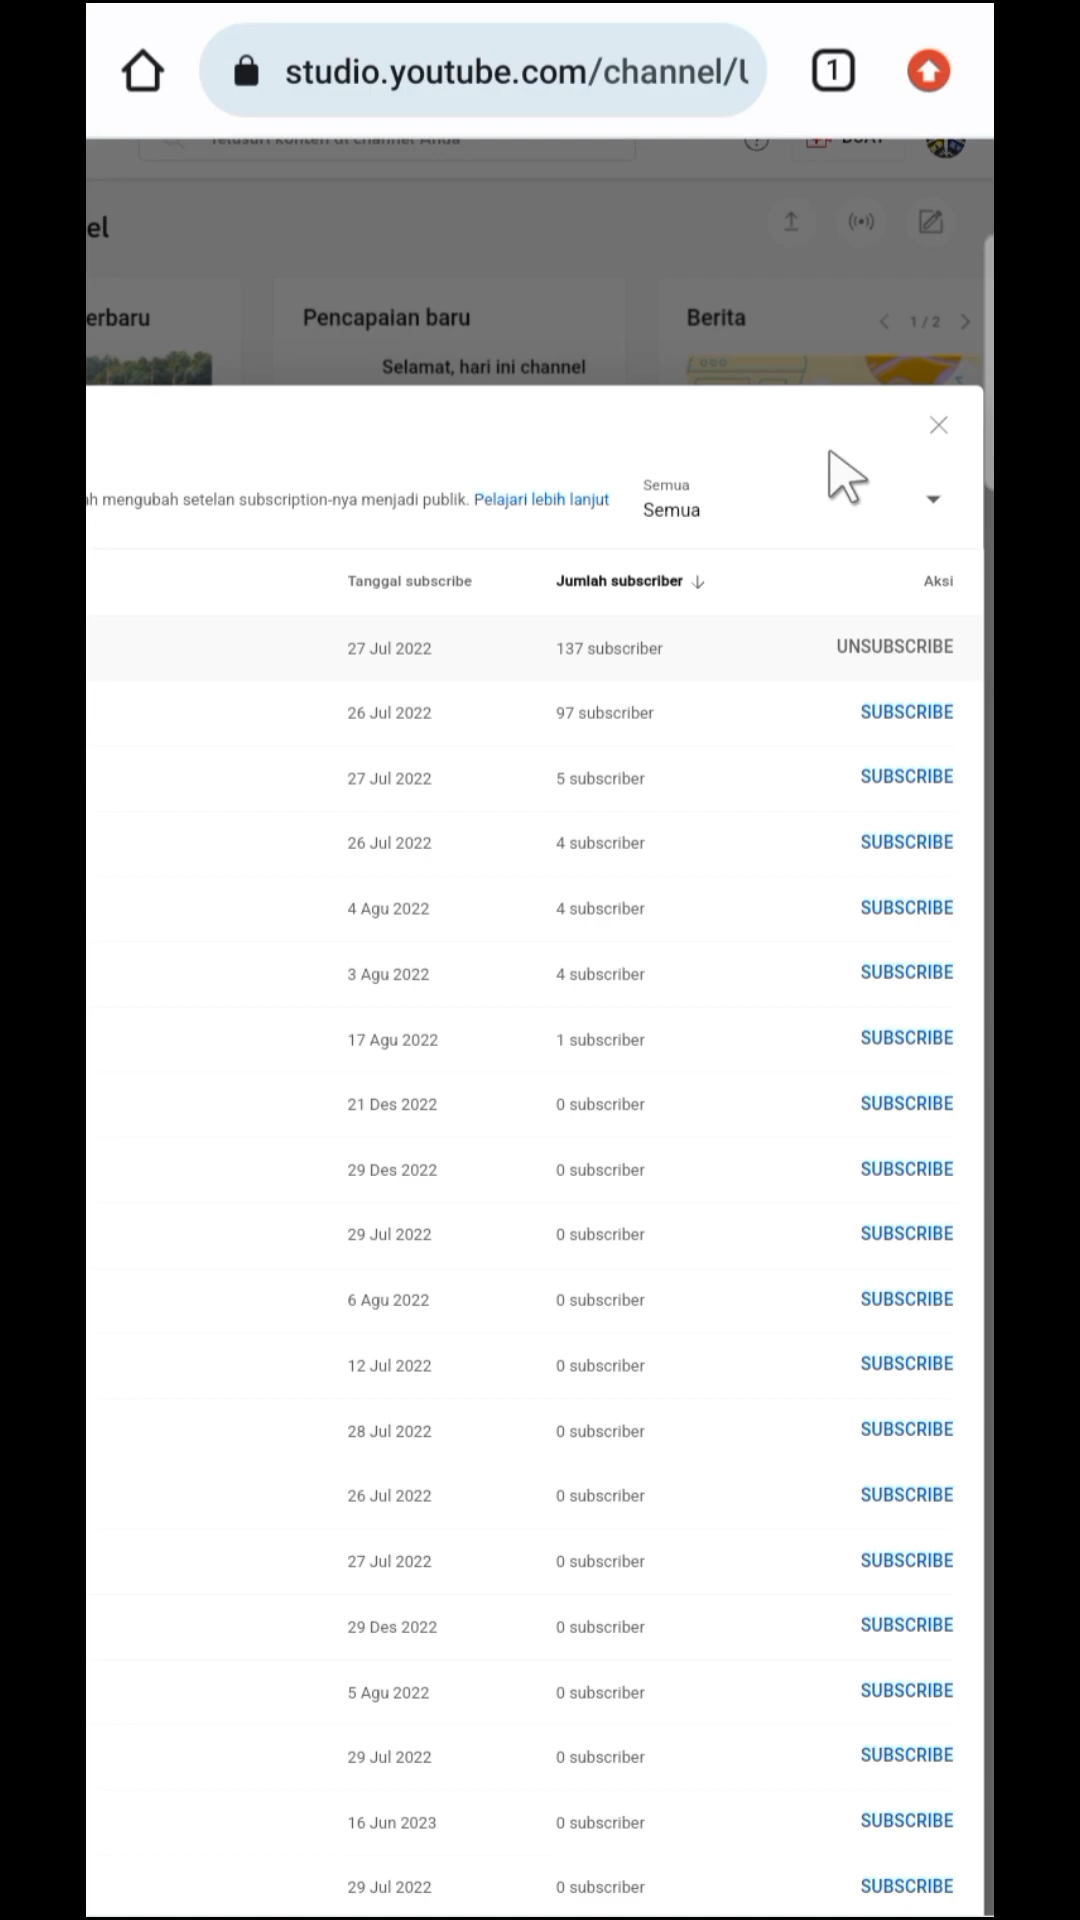 studio.youtube.com/channel/U
1
Telusuri konten di channel Anda
BUAT
el
erbaru
Pencapaian baru
Berita
1 / 2
Selamat, hari ini channel
h mengubah setelan subscription-nya menjadi publik. Pelajari lebih lanjut
Semua
Semua
Tanggal subscribe Jumlah subscriber Aksi
27 Jul 2022 137 subscriber UNSUBSCRIBE
26 Jul 2022 97 subscriber SUBSCRIBE
27 Jul 2022 5 subscriber SUBSCRIBE
26 Jul 2022 4 subscriber SUBSCRIBE
4 Agu 2022 4 subscriber SUBSCRIBE
3 Agu 2022 4 subscriber SUBSCRIBE
17 Agu 2022 1 subscriber SUBSCRIBE
21 Des 2022 0 subscriber SUBSCRIBE
29 Des 2022 0 subscriber SUBSCRIBE
29 Jul 2022 0 subscriber SUBSCRIBE
6 Agu 2022 0 subscriber SUBSCRIBE
12 Jul 2022 0 subscriber SUBSCRIBE
28 Jul 2022 0 subscriber SUBSCRIBE
26 Jul 2022 0 subscriber SUBSCRIBE
27 Jul 2022 0 subscriber SUBSCRIBE
29 Des 2022 0 subscriber SUBSCRIBE
5 Agu 2022 0 subscriber SUBSCRIBE
29 Jul 2022 0 subscriber SUBSCRIBE
16 Jun 2023 0 subscriber SUBSCRIBE
29 Jul 2022 0 subscriber SUBSCRIBE